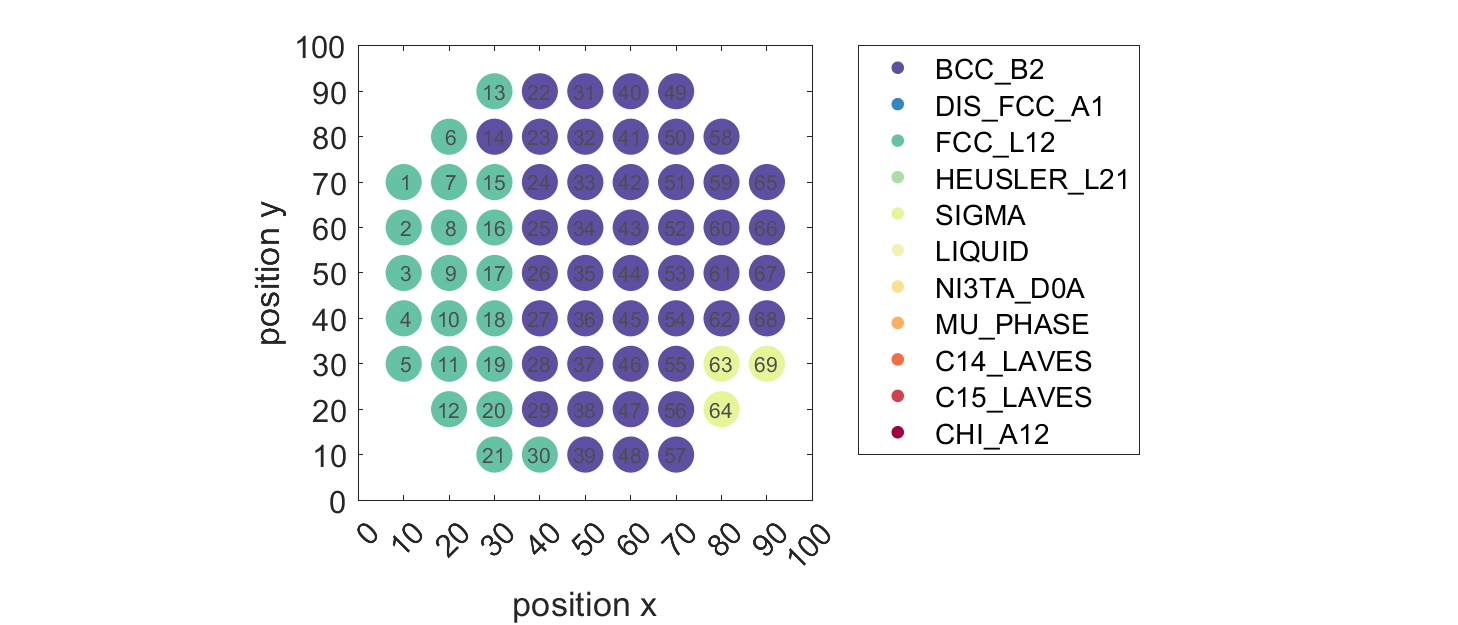 100
90
80
70
60
50
40
30
20
10
0
position y
13 22 31 40 49
6 14 23 32 41 50 58
1 7 15 24 33 42 51 59 65
2 8 16 25 34 43 52 60 66
3 9 17 26 35 44 53 61 67
4 10 18 27 36 45 54 62 68
5 11 19 28 37 46 55 63 69
12 20 29 38 47 56 64
21 30 39 48 57
0 10 20 30 40 50 60 70 80 90 100
position x
BCC_B2
DIS_FCC_A1
FCC_L12
HEUSLER_L21
SIGMA
LIQUID
NI3TA_D0A
MU_PHASE
C14_LAVES
C15_LAVES
CHI_A12